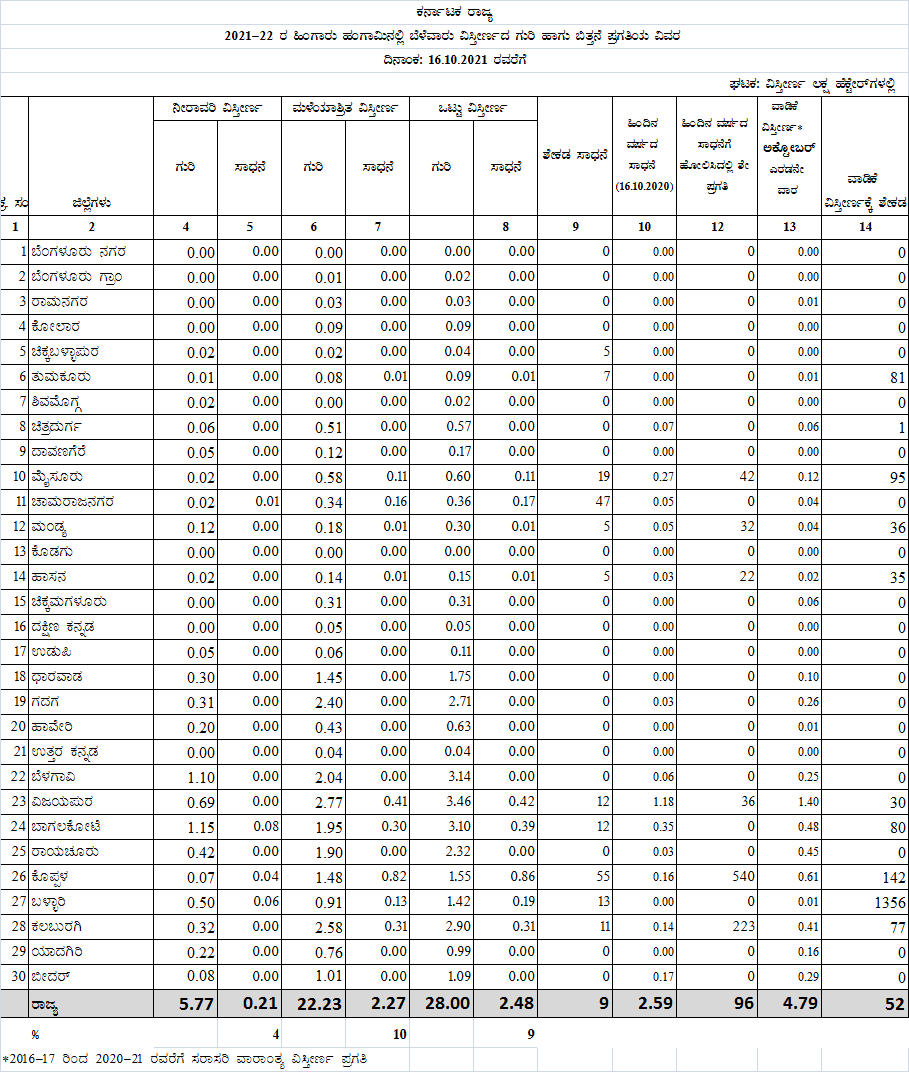 ಕರ್ನಾಟಕ ರಾಜ್ಯ
2021–22 ರ ಹಿಂಗಾರು ಹಂಗಾಮಿನಲ್ಲಿ ಬೆಳೆವಾರು ವಿಸ್ತೀರ್ಣದ ಗುರಿ ಹಾಗು ಬಿತ್ತನೆ ಪ್ರಗತಿಯ ವಿವರ
ದಿನಾಂಕ: 16.10.2021 ರವರೆಗೆ
ಘಟಕ: ವಿಸ್ತೀರ್ಣ ಲಕ್ಷ ಹೆಕ್ಟೇರ್‌ಗಳಲ್ಲಿ
ಕ್ರ ಸಂ ಜಿಲ್ಲೆಗಳು ನೀರಾವರಿ ವಿಸ್ತೀರ್ಣ ಮಳೆಯಾಶ್ರಿತ ವಿಸ್ತೀರ್ಣ ಒಟ್ಟು ವಿಸ್ತೀರ್ಣ ಶೇಕಡ ಸಾಧನೆ ಹಿಂದಿನ ವರ್ಷದ ಸಾಧನೆ (16.10.2020) ಹಿಂದಿನ ವರ್ಷದ ಸಾಧನೆಗೆ ಹೋಲಿಸಿದಲ್ಲಿ ಶೇ ಪ್ರಗತಿ ವಾಡಿಕೆ ವಿಸ್ತೀರ್ಣ* ಅಕ್ಟೋಬರ್ ಎರಡನೇ ವಾರ ವಾಡಿಕೆ ವಿಸ್ತೀರ್ಣಕ್ಕೆ ಶೇಕಡ
ಗುರಿ ಸಾಧನೆ ಗುರಿ ಸಾಧನೆ ಗುರಿ ಸಾಧನೆ
1 2 4 5 6 7 8 9 10 12 13 14
1 ಬೆಂಗಳೂರು ನಗರ 0.00 0.00 0.00 0.00 0.00 0.00 0 0.00 0 0.00 0
2 ಬೆಂಗಳೂರು ಗ್ರಾಂ 0.00 0.00 0.01 0.00 0.02 0.00 0 0.00 0 0.00 0
3 ರಾಮನಗರ 0.00 0.00 0.03 0.00 0.03 0.00 0 0.00 0 0.01 0
4 ಕೋಲಾರ 0.00 0.00 0.09 0.00 0.09 0.00 0 0.00 0 0.00 0
5 ಚಿಕ್ಕಬಳ್ಳಾಪುರ 0.02 0.00 0.02 0.00 0.04 0.00 5 0.00 0 0.00 0
6 ತುಮಕೂರು 0.01 0.00 0.08 0.01 0.09 0.01 7 0.00 0 0.01 81
7 ಶಿವಮೊಗ್ಗ 0.02 0.00 0.00 0.00 0.02 0.00 0 0.00 0 0.00 0
8 ಚಿತ್ರದುರ್ಗ 0.06 0.00 0.51 0.00 0.57 0.00 0 0.07 0 0.06 1
9 ದಾವಣಗೆರೆ 0.05 0.00 0.12 0.00 0.17 0.00 0 0.00 0 0.00 0
10 ಮೈಸೂರು 0.02 0.00 0.58 0.11 0.60 0.11 19 0.27 42 0.12 95
11 ಚಾಮರಾಜನಗರ 0.02 0.01 0.34 0.16 0.36 0.17 47 0.05 0 0.04 0
12 ಮಂಡ್ಯ 0.12 0.00 0.18 0.01 0.30 0.01 5 0.05 32 0.04 36
13 ಕೊಡಗು 0.00 0.00 0.00 0.00 0.00 0.00 0 0.00 0 0.00 0
14 ಹಾಸನ 0.02 0.00 0.14 0.01 0.15 0.01 5 0.03 22 0.02 35
15 ಚಿಕ್ಕಮಗಳೂರು 0.00 0.00 0.31 0.00 0.31 0.00 0 0.00 0 0.06 0
16 ದಕ್ಷಿಣ ಕನ್ನಡ 0.00 0.00 0.05 0.00 0.05 0.00 0 0.00 0 0.00 0
17 ಉಡುಪಿ 0.05 0.00 0.06 0.00 0.11 0.00 0 0.00 0 0.00 0
18 ಧಾರವಾಡ 0.30 0.00 1.45 0.00 1.75 0.00 0 0.00 0 0.10 0
19 ಗದಗ 0.31 0.00 2.40 0.00 2.71 0.00 0 0.03 0 0.26 0
20 ಹಾವೇರಿ 0.20 0.00 0.43 0.00 0.63 0.00 0 0.00 0 0.01 0
21 ಉತ್ತರ ಕನ್ನಡ 0.00 0.00 0.04 0.00 0.04 0.00 0 0.00 0 0.00 0
22 ಬೆಳಗಾವಿ 1.10 0.00 2.04 0.00 3.14 0.00 0 0.06 0 0.25 0
23 ವಿಜಯಪುರ 0.69 0.00 2.77 0.41 3.46 0.42 12 1.18 36 1.40 30
24 ಬಾಗಲಕೋಟೆ 1.15 0.08 1.95 0.30 3.10 0.39 12 0.35 0 0.48 80
25 ರಾಯಚೂರು 0.42 0.00 1.90 0.00 2.32 0.00 0 0.03 0 0.45 0
26 ಕೊಪ್ಪಳ 0.07 0.04 1.48 0.82 1.55 0.86 55 0.16 540 0.61 142
27 ಬಳ್ಳಾರಿ 0.50 0.06 0.91 0.13 1.42 0.19 13 0.00 0 0.01 1356
28 ಕಲಬುರಗಿ 0.32 0.00 2.58 0.31 2.90 0.31 11 0.14 223 0.41 77
29 ಯಾದಗಿರಿ 0.22 0.00 0.76 0.00 0.99 0.00 0 0.00 0 0.16 0
30 ಬೀದರ್ 0.08 0.00 1.01 0.00 1.09 0.00 0 0.17 0 0.29 0
ರಾಜ್ಯ 5.77 0.21 22.23 2.27 28.00 2.48 9 2.59 96 4.79 52
% 4 10 9
*2016–17 ರಿಂದ 2020–21 ರವರೆಗೆ ಸರಾಸರಿ ವಾರಾಂತ್ಯ ವಿಸ್ತೀರ್ಣ ಪ್ರಗತಿ